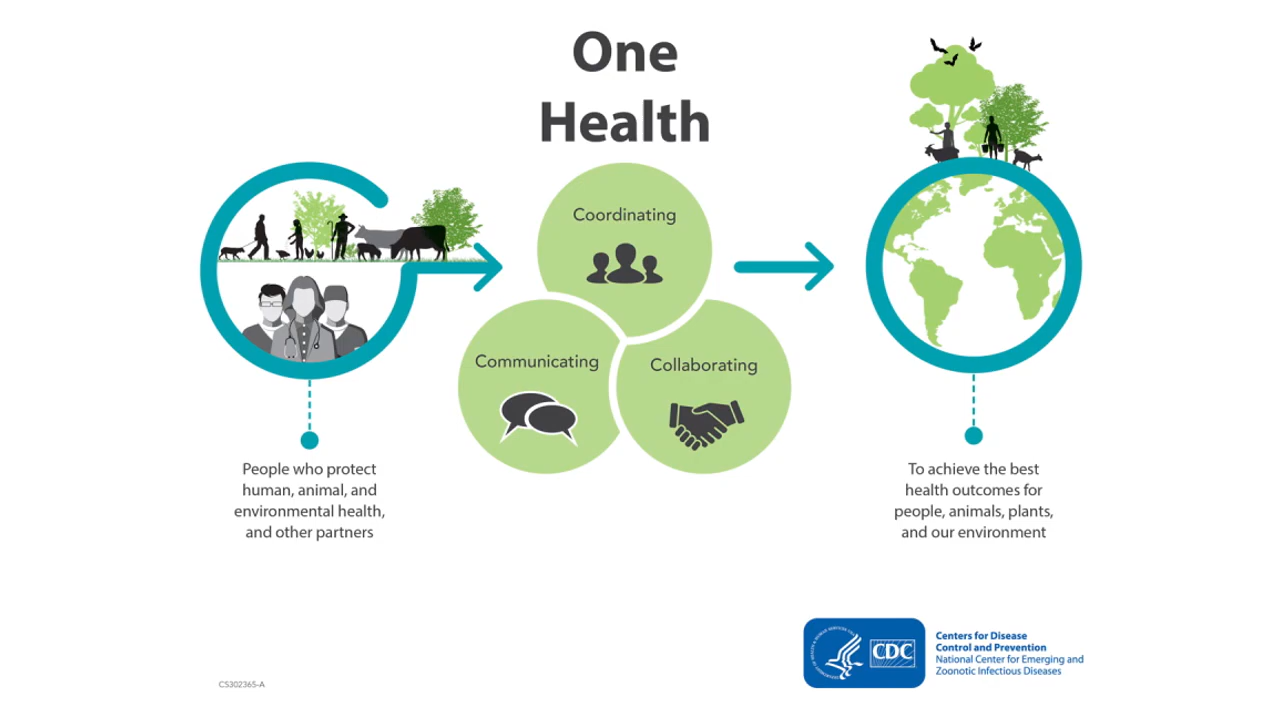 One
Health
Coordinating
Communicating
Collaborating
People who protect
human, animal, and
environmental health,
and other partners
To achieve the best
health outcomes for
people, animals, plants,
and our environment
CDC
Centers for Disease
Control and Prevention
National Center for Emerging and
Zoonotic Infectious Diseases
CS302365-A